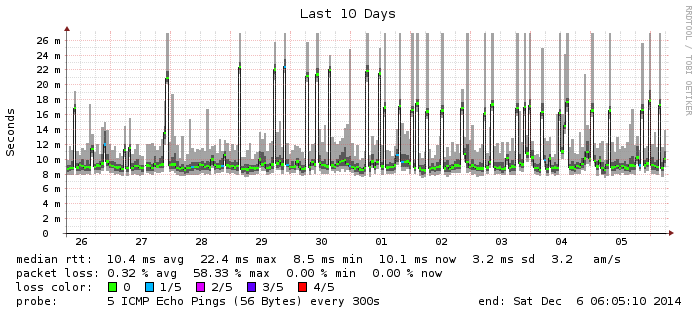 Last 10 Days
RRDTOOL / TOBI OETIKER
Seconds
26 m
24 m
22 m
20 m
18 m
16 m
14 m
12 m
10 m
8 m
6 m
4 m
2 m
0
26 27 28 29 30 01 02 03 04 05
median rtt: 10.4 ms avg 22.4 ms max 8.5 ms min 10.1 ms now 3.2 ms sd 3.2 am/s
packet loss: 0.32 % avg 58.33 % max 0.00 % min 0.00 % now
loss color: 0 1/5 2/5 3/5 4/5
probe: 5 ICMP Echo Pings (56 Bytes) every 300s end: Sat Dec 6 06:05:10 2014